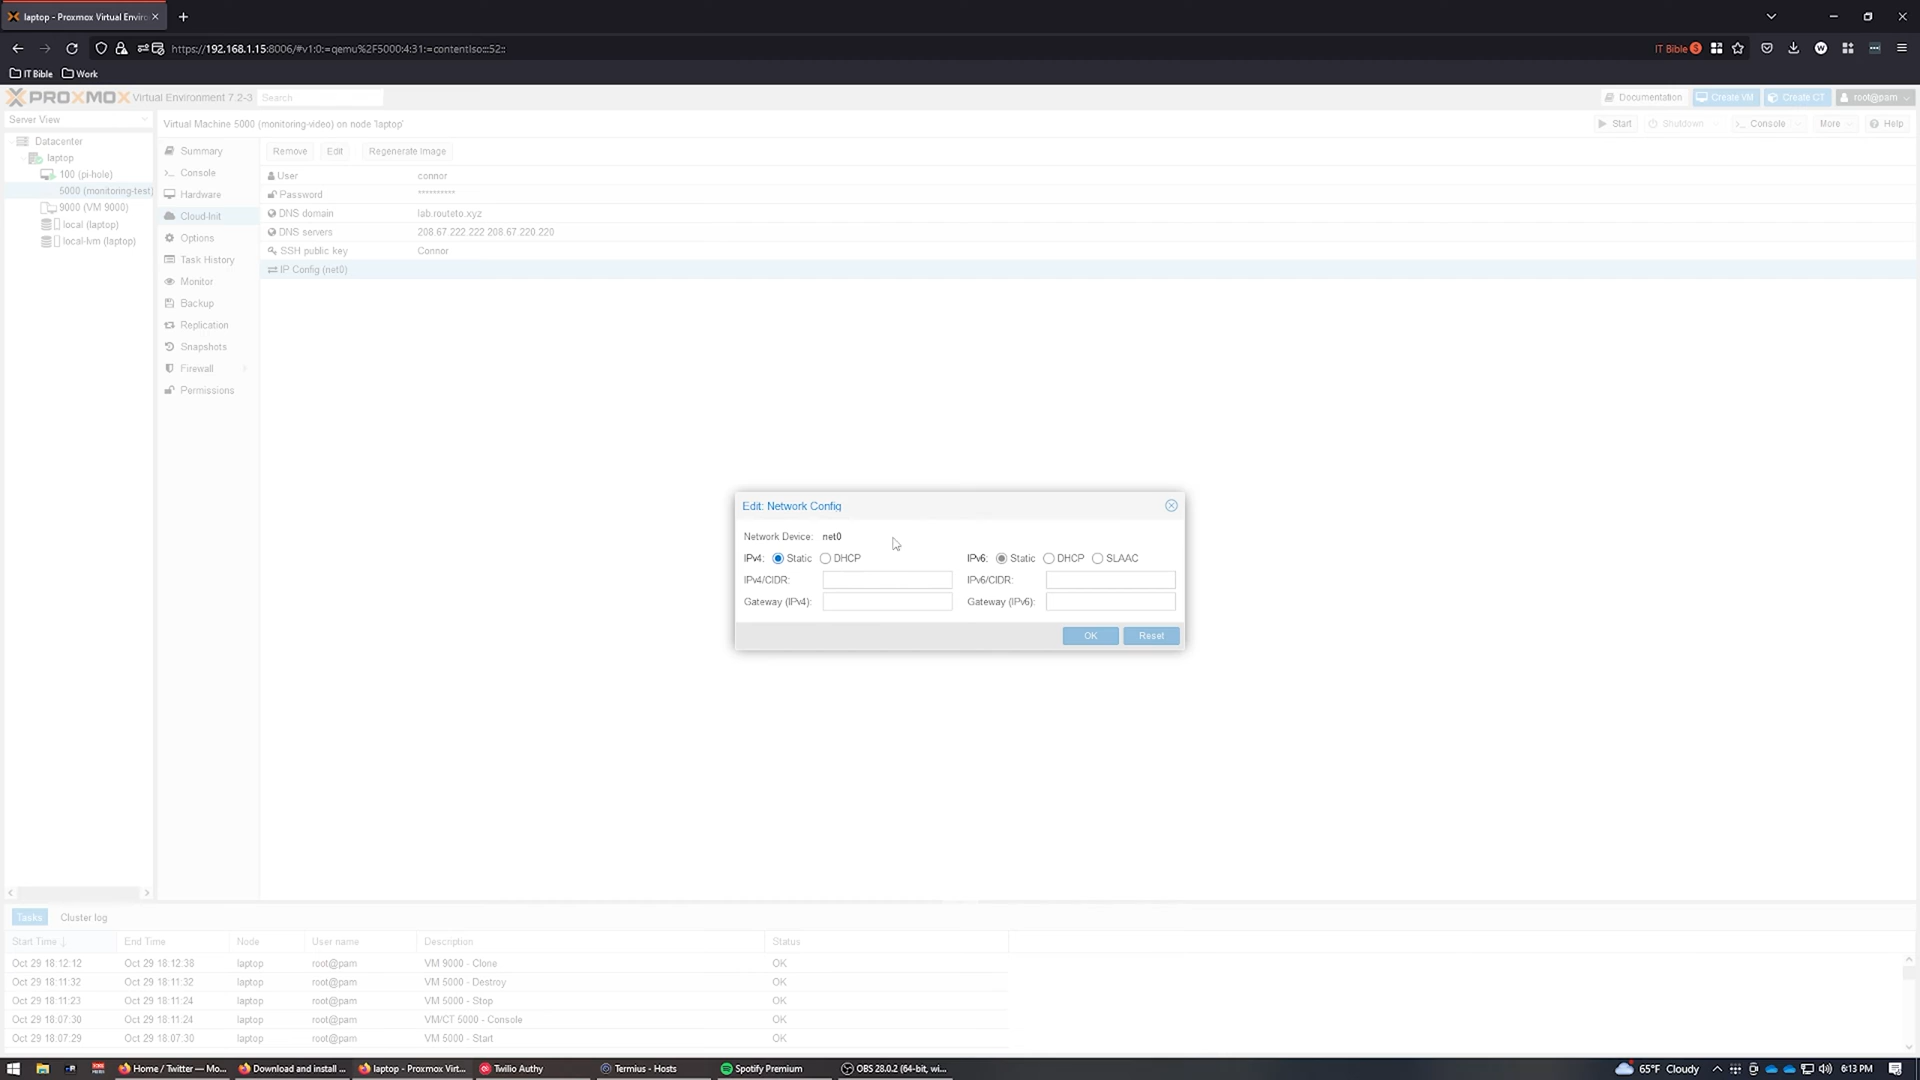 laptop - Proxmox Virtual Enviro
https://192.168.1.15:8006/#v1:0:=qemu%2F5000:4:31:=contentIso:::52::
IT Bible
IT Bible Work
PROXMOX Virtual Environment 7.2-3 Search
Documentation Create VM Create CT root@pam
Server View
Virtual Machine 5000 (monitoring-video) on node 'laptop'
Start Shutdown Console More Help
Datacenter
laptop
100 (pi-hole)
5000 (monitoring-test)
9000 (VM 9000)
local (laptop)
local-lvm (laptop)
Summary
Console
Hardware
Cloud-Init
Options
Task History
Monitor
Backup
Replication
Snapshots
Firewall
Permissions
Remove Edit Regenerate Image
User connor
Password **********
DNS domain lab.routeto.xyz
DNS servers 208.67.222.222 208.67.220.220
SSH public key Connor
IP Config (net0)
Edit: Network Config
Network Device: net0
IPv4: Static DHCP
IPv6: Static DHCP SLAAC
IPv4/CIDR:
IPv6/CIDR:
Gateway (IPv4):
Gateway (IPv6):
OK Reset
Tasks Cluster log
Start Time End Time Node User name Description Status
Oct 29 18:12:12 Oct 29 18:12:38 laptop root@pam VM 9000 - Clone OK
Oct 29 18:11:32 Oct 29 18:11:32 laptop root@pam VM 5000 - Destroy OK
Oct 29 18:11:23 Oct 29 18:11:24 laptop root@pam VM 5000 - Stop OK
Oct 29 18:07:30 Oct 29 18:11:24 laptop root@pam VM/CT 5000 - Console OK
Oct 29 18:07:29 Oct 29 18:07:30 laptop root@pam VM 5000 - Start OK
Home / Twitter — Mo... Download and install ... laptop - Proxmox Virt... Twilio Authy Termius - Hosts Spotify Premium OBS 28.0.2 (64-bit, wi... 65°F Cloudy 6:13 PM